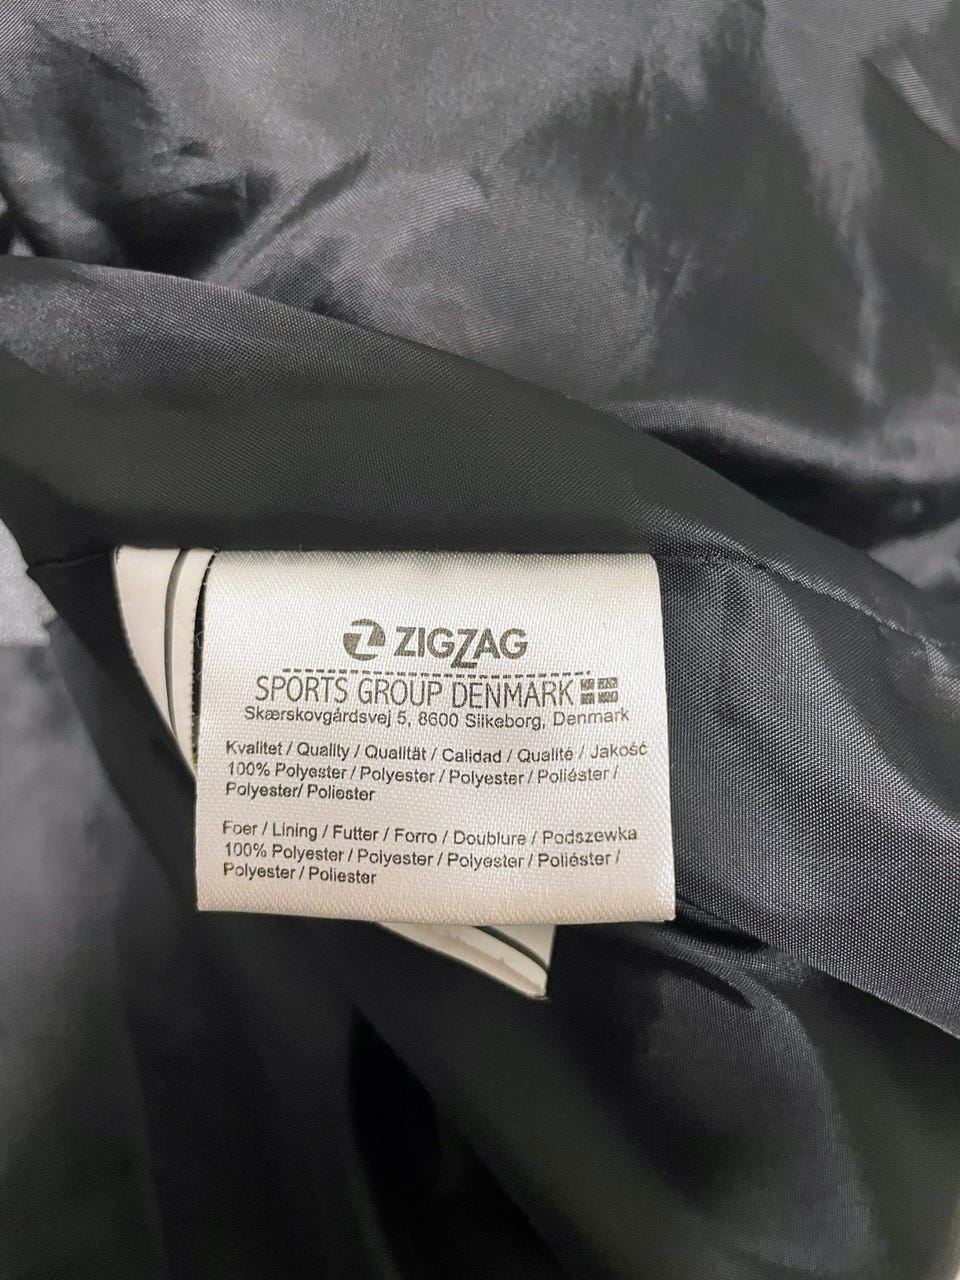 ZIGZAG
SPORTS GROUP DENMARK
Skærskovgårdsvej 5, 8600 Silkeborg, Denmark
Kvalitet / Quality / Qualität / Calidad / Qualité / Jakość
100% Polyester / Polyester / Polyester / Poliéster /
Polyester/ Poliester
Foer / Lining / Futter / Forro / Doublure / Podszewka
100% Polyester / Polyester / Polyester / Poliéster /
Polyester / Poliester